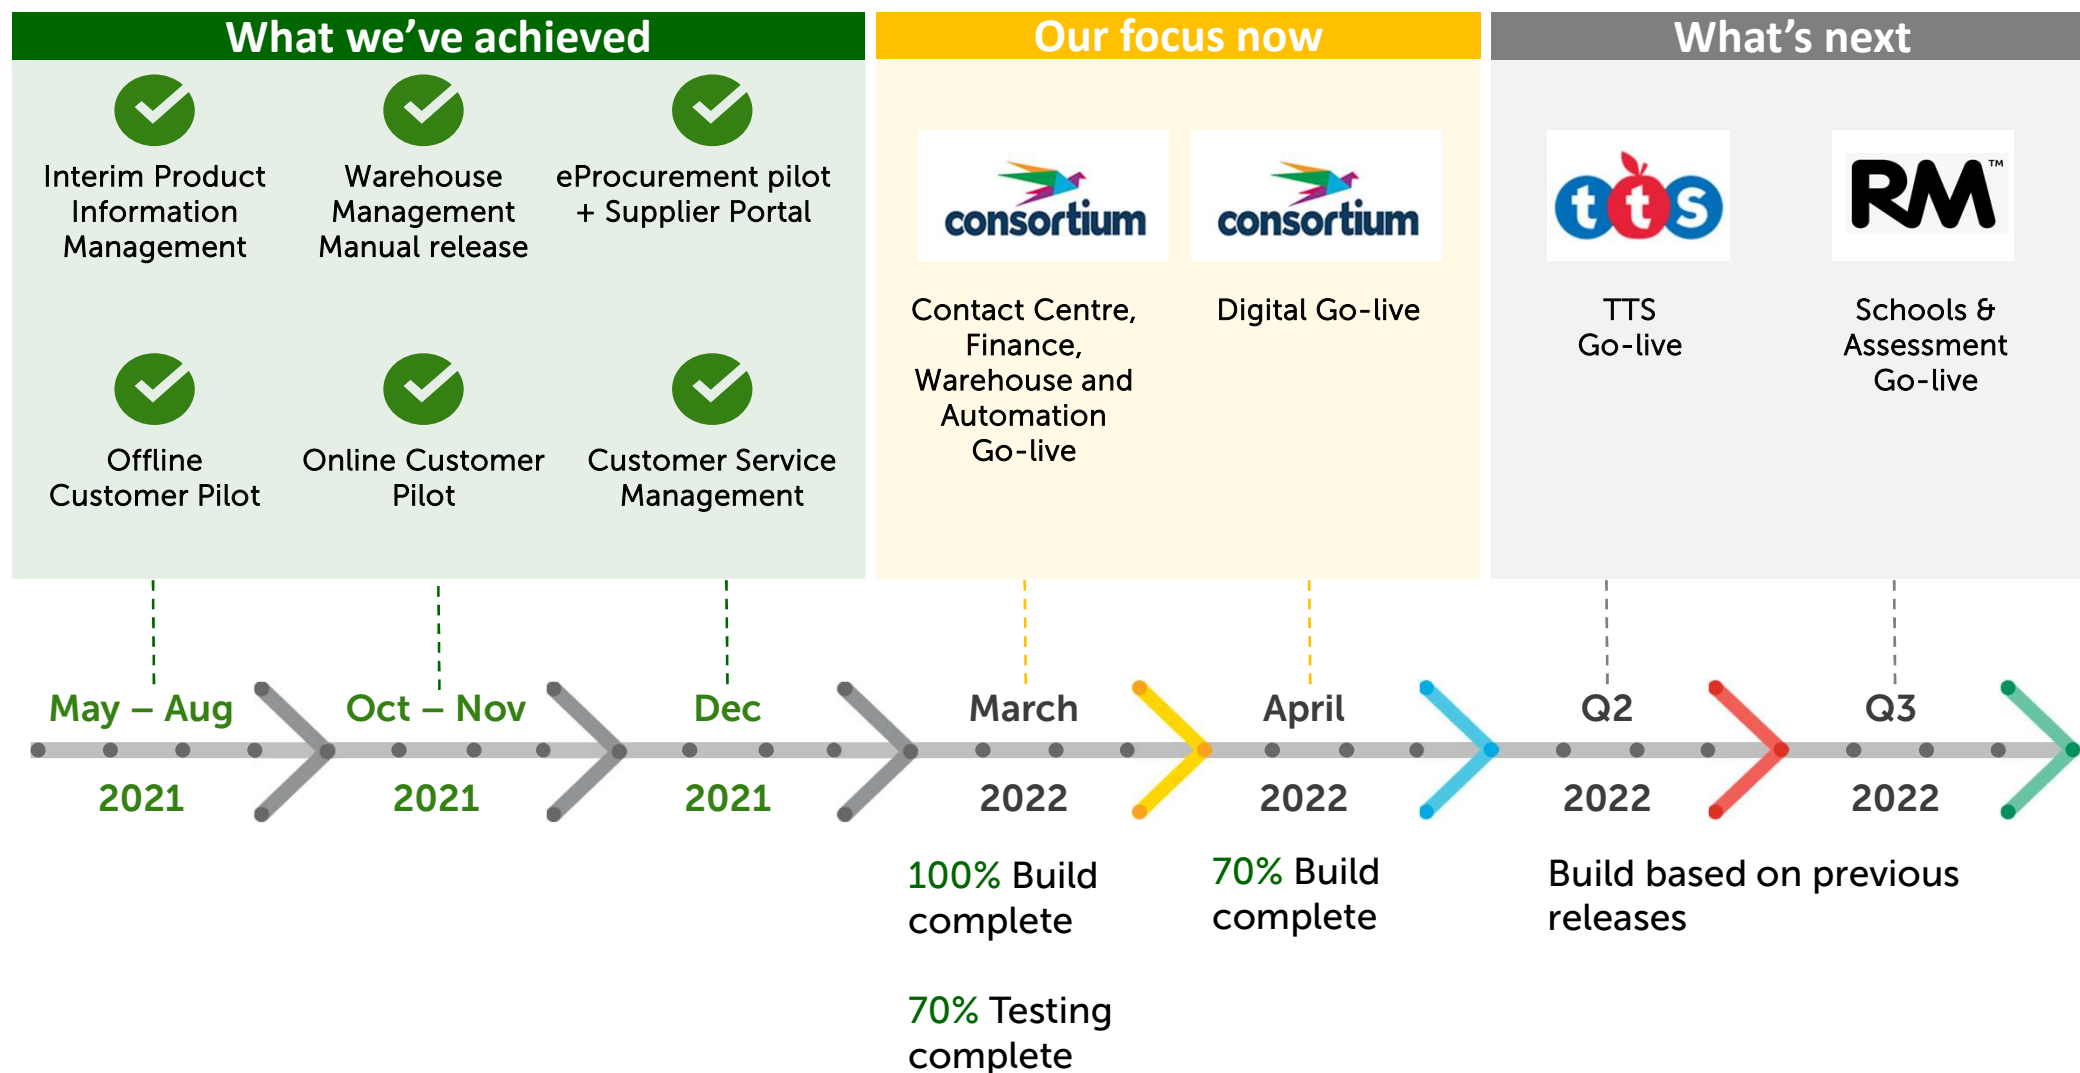 What we've achieved
Interim Product
Information
Management
Warehouse
Management
Manual release
eProcurement pilot
+ Supplier Portal
Offline
Customer Pilot
Online Customer
Pilot
Customer Service
Management
Our focus now
consortium
Contact Centre,
Finance,
Warehouse and
Automation
Go-live
consortium
Digital Go-live
What's next
tts
TTS
Go-live
RM™
Schools &
Assessment
Go-live
May – Aug
2021
Oct – Nov
2021
Dec
2021
March
2022
April
2022
Q2
2022
Q3
2022
100% Build
complete
70% Testing
complete
70% Build
complete
Build based on previous
releases